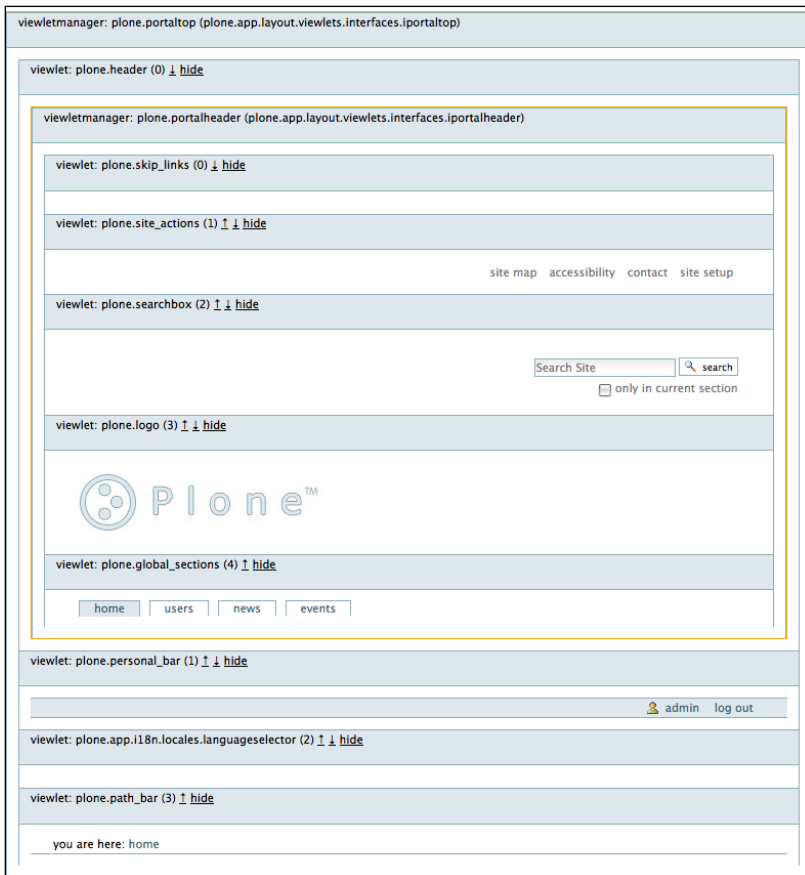 viewletmanager: plone.portaltop (plone.app.layout.viewlets.interfaces.iportaltop)
viewlet: plone.header (0) ↓ hide
viewletmanager: plone.portalheader (plone.app.layout.viewlets.interfaces.iportalheader)
viewlet: plone.skip_links (0) ↓ hide
viewlet: plone.site_actions (1) ↑ ↓ hide
site map accessibility contact site setup
viewlet: plone.searchbox (2) ↑ ↓ hide
Search Site search
only in current section
viewlet: plone.logo (3) ↑ ↓ hide
Plone™
viewlet: plone.global_sections (4) ↑ hide
home users news events
viewlet: plone.personal_bar (1) ↑ ↓ hide
admin log out
viewlet: plone.app.i18n.locales.languageselector (2) ↑ ↓ hide
viewlet: plone.path_bar (3) ↑ hide
you are here: home